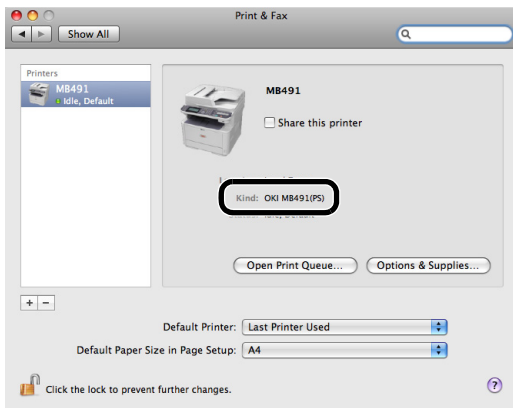 Print & Fax
Show All
Printers
MB491
Idle, Default
MB491
Share this printer
Kind: OKI MB491(PS)
Open Print Queue...
Options & Supplies...
+ −
Default Printer: Last Printer Used
Default Paper Size in Page Setup: A4
Click the lock to prevent further changes.
?